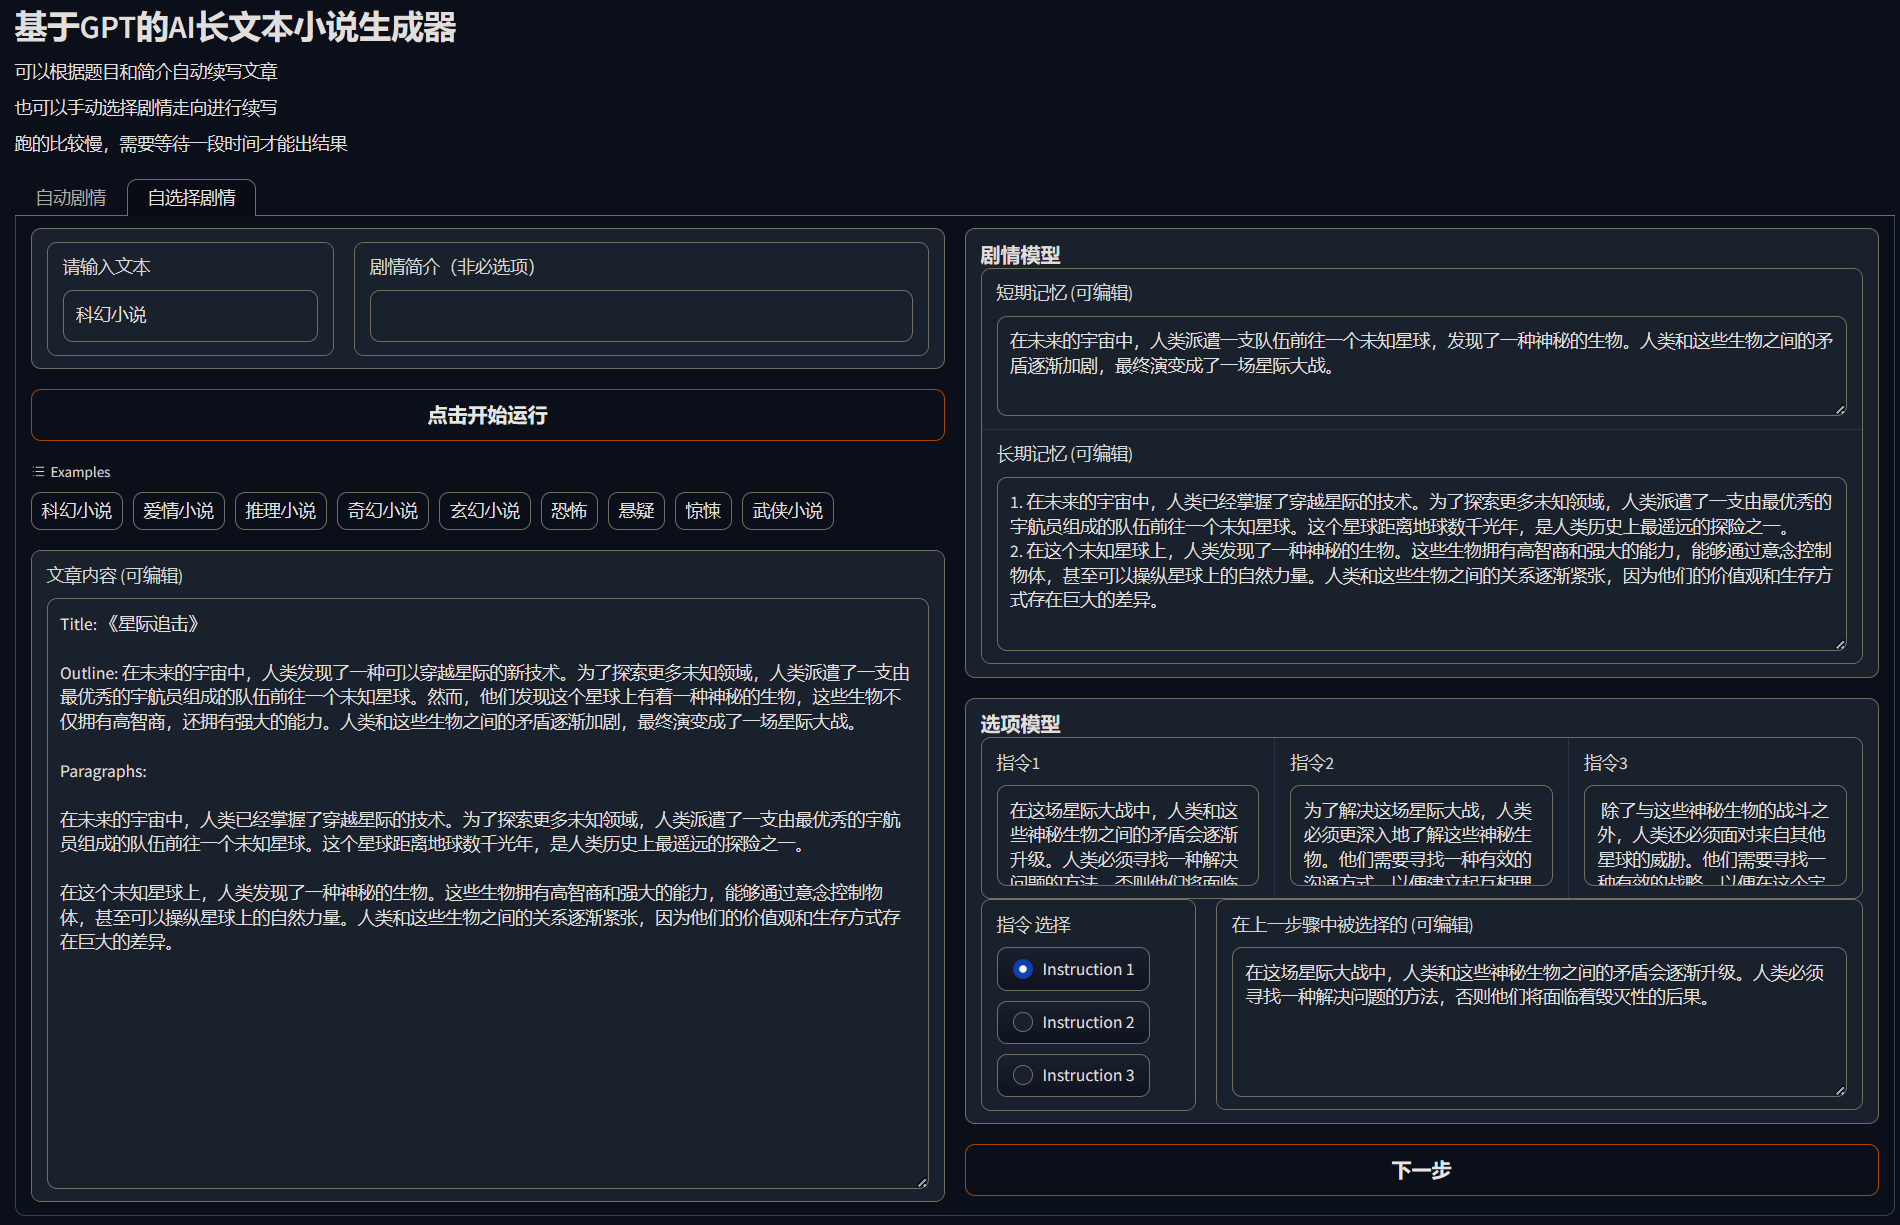 基于GPT的AI长文本小说生成器
可以根据题目和简介自动续写文章
也可以手动选择剧情走向进行续写
跑的比较慢，需要等待一段时间才能出结果
自动剧情
自选择剧情
请输入文本
科幻小说
剧情简介（非必选项）
点击开始运行
Examples
科幻小说
爱情小说
推理小说
奇幻小说
玄幻小说
恐怖
悬疑
惊悚
武侠小说
文章内容 (可编辑)
Title: 《星际追击》
Outline: 在未来的宇宙中，人类发现了一种可以穿越星际的新技术。为了探索更多未知领域，人类派遣了一支由
最优秀的宇航员组成的队伍前往一个未知星球。然而，他们发现这个星球上有着一种神秘的生物，这些生物不
仅拥有高智商，还拥有强大的能力。人类和这些生物之间的矛盾逐渐加剧，最终演变成了一场星际大战。
Paragraphs:
在未来的宇宙中，人类已经掌握了穿越星际的技术。为了探索更多未知领域，人类派遣了一支由最优秀的宇航
员组成的队伍前往一个未知星球。这个星球距离地球数千光年，是人类历史上最遥远的探险之一。
在这个未知星球上，人类发现了一种神秘的生物。这些生物拥有高智商和强大的能力，能够通过意念控制物
体，甚至可以操纵星球上的自然力量。人类和这些生物之间的关系逐渐紧张，因为他们的价值观和生存方式存
在巨大的差异。
剧情模型
短期记忆 (可编辑)
在未来的宇宙中，人类派遣一支队伍前往一个未知星球，发现了一种神秘的生物。人类和这些生物之间的矛
盾逐渐加剧，最终演变成了一场星际大战。
长期记忆 (可编辑)
1. 在未来的宇宙中，人类已经掌握了穿越星际的技术。为了探索更多未知领域，人类派遣了一支由最优秀的
宇航员组成的队伍前往一个未知星球。这个星球距离地球数千光年，是人类历史上最遥远的探险之一。
2. 在这个未知星球上，人类发现了一种神秘的生物。这些生物拥有高智商和强大的能力，能够通过意念控制
物体，甚至可以操纵星球上的自然力量。人类和这些生物之间的关系逐渐紧张，因为他们的价值观和生存方
式存在巨大的差异。
选项模型
指令1
在这场星际大战中，人类和这
些神秘生物之间的矛盾会逐渐
升级。人类必须寻找一种解决
问题的方法，否则他们将面临
指令2
为了解决这场星际大战，人类
必须更深入地了解这些神秘生
物。他们需要寻找一种有效的
沟通方式，以便建立起互相理
指令3
除了与这些神秘生物的战斗之
外，人类还必须面对来自其他
星球的威胁。他们需要寻找一
种有效的战略，以便在这个宇
指令 选择
Instruction 1
Instruction 2
Instruction 3
在上一步骤中被选择的 (可编辑)
在这场星际大战中，人类和这些神秘生物之间的矛盾会逐渐升级。人类必须
寻找一种解决问题的方法，否则他们将面临着毁灭性的后果。
下一步